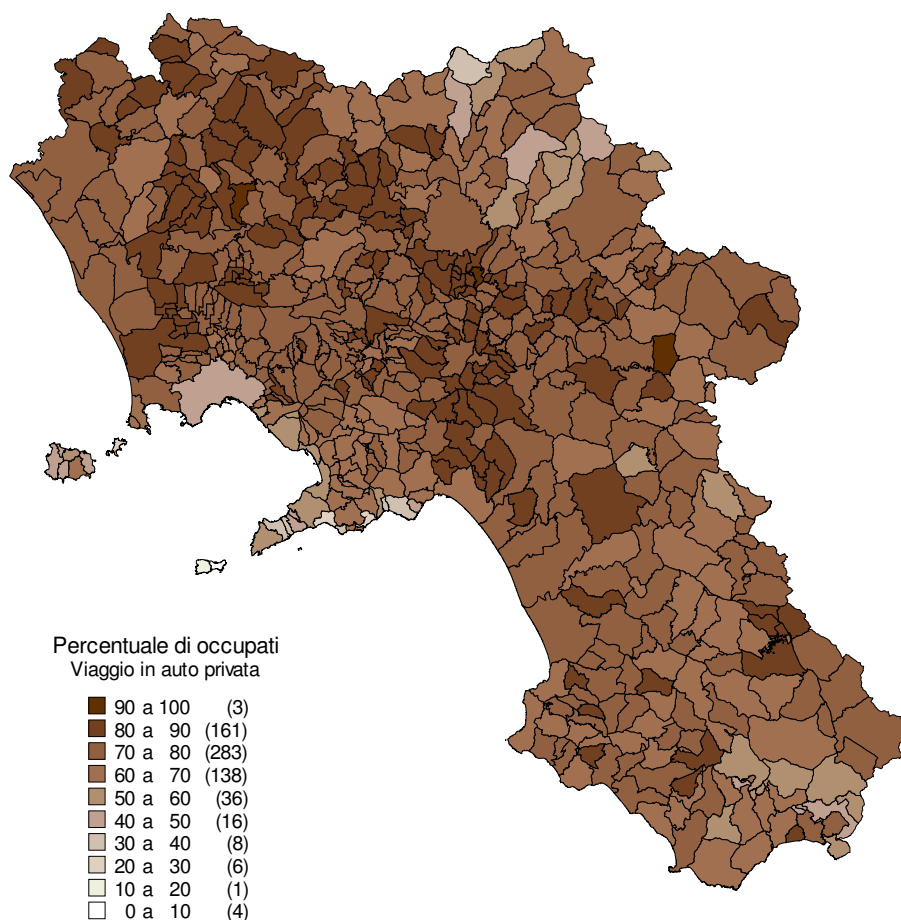 Percentuale di occupati
Viaggio in auto privata
90 a 100 (3)
80 a 90 (161)
70 a 80 (283)
60 a 70 (138)
50 a 60 (36)
40 a 50 (16)
30 a 40 (8)
20 a 30 (6)
10 a 20 (1)
0 a 10 (4)